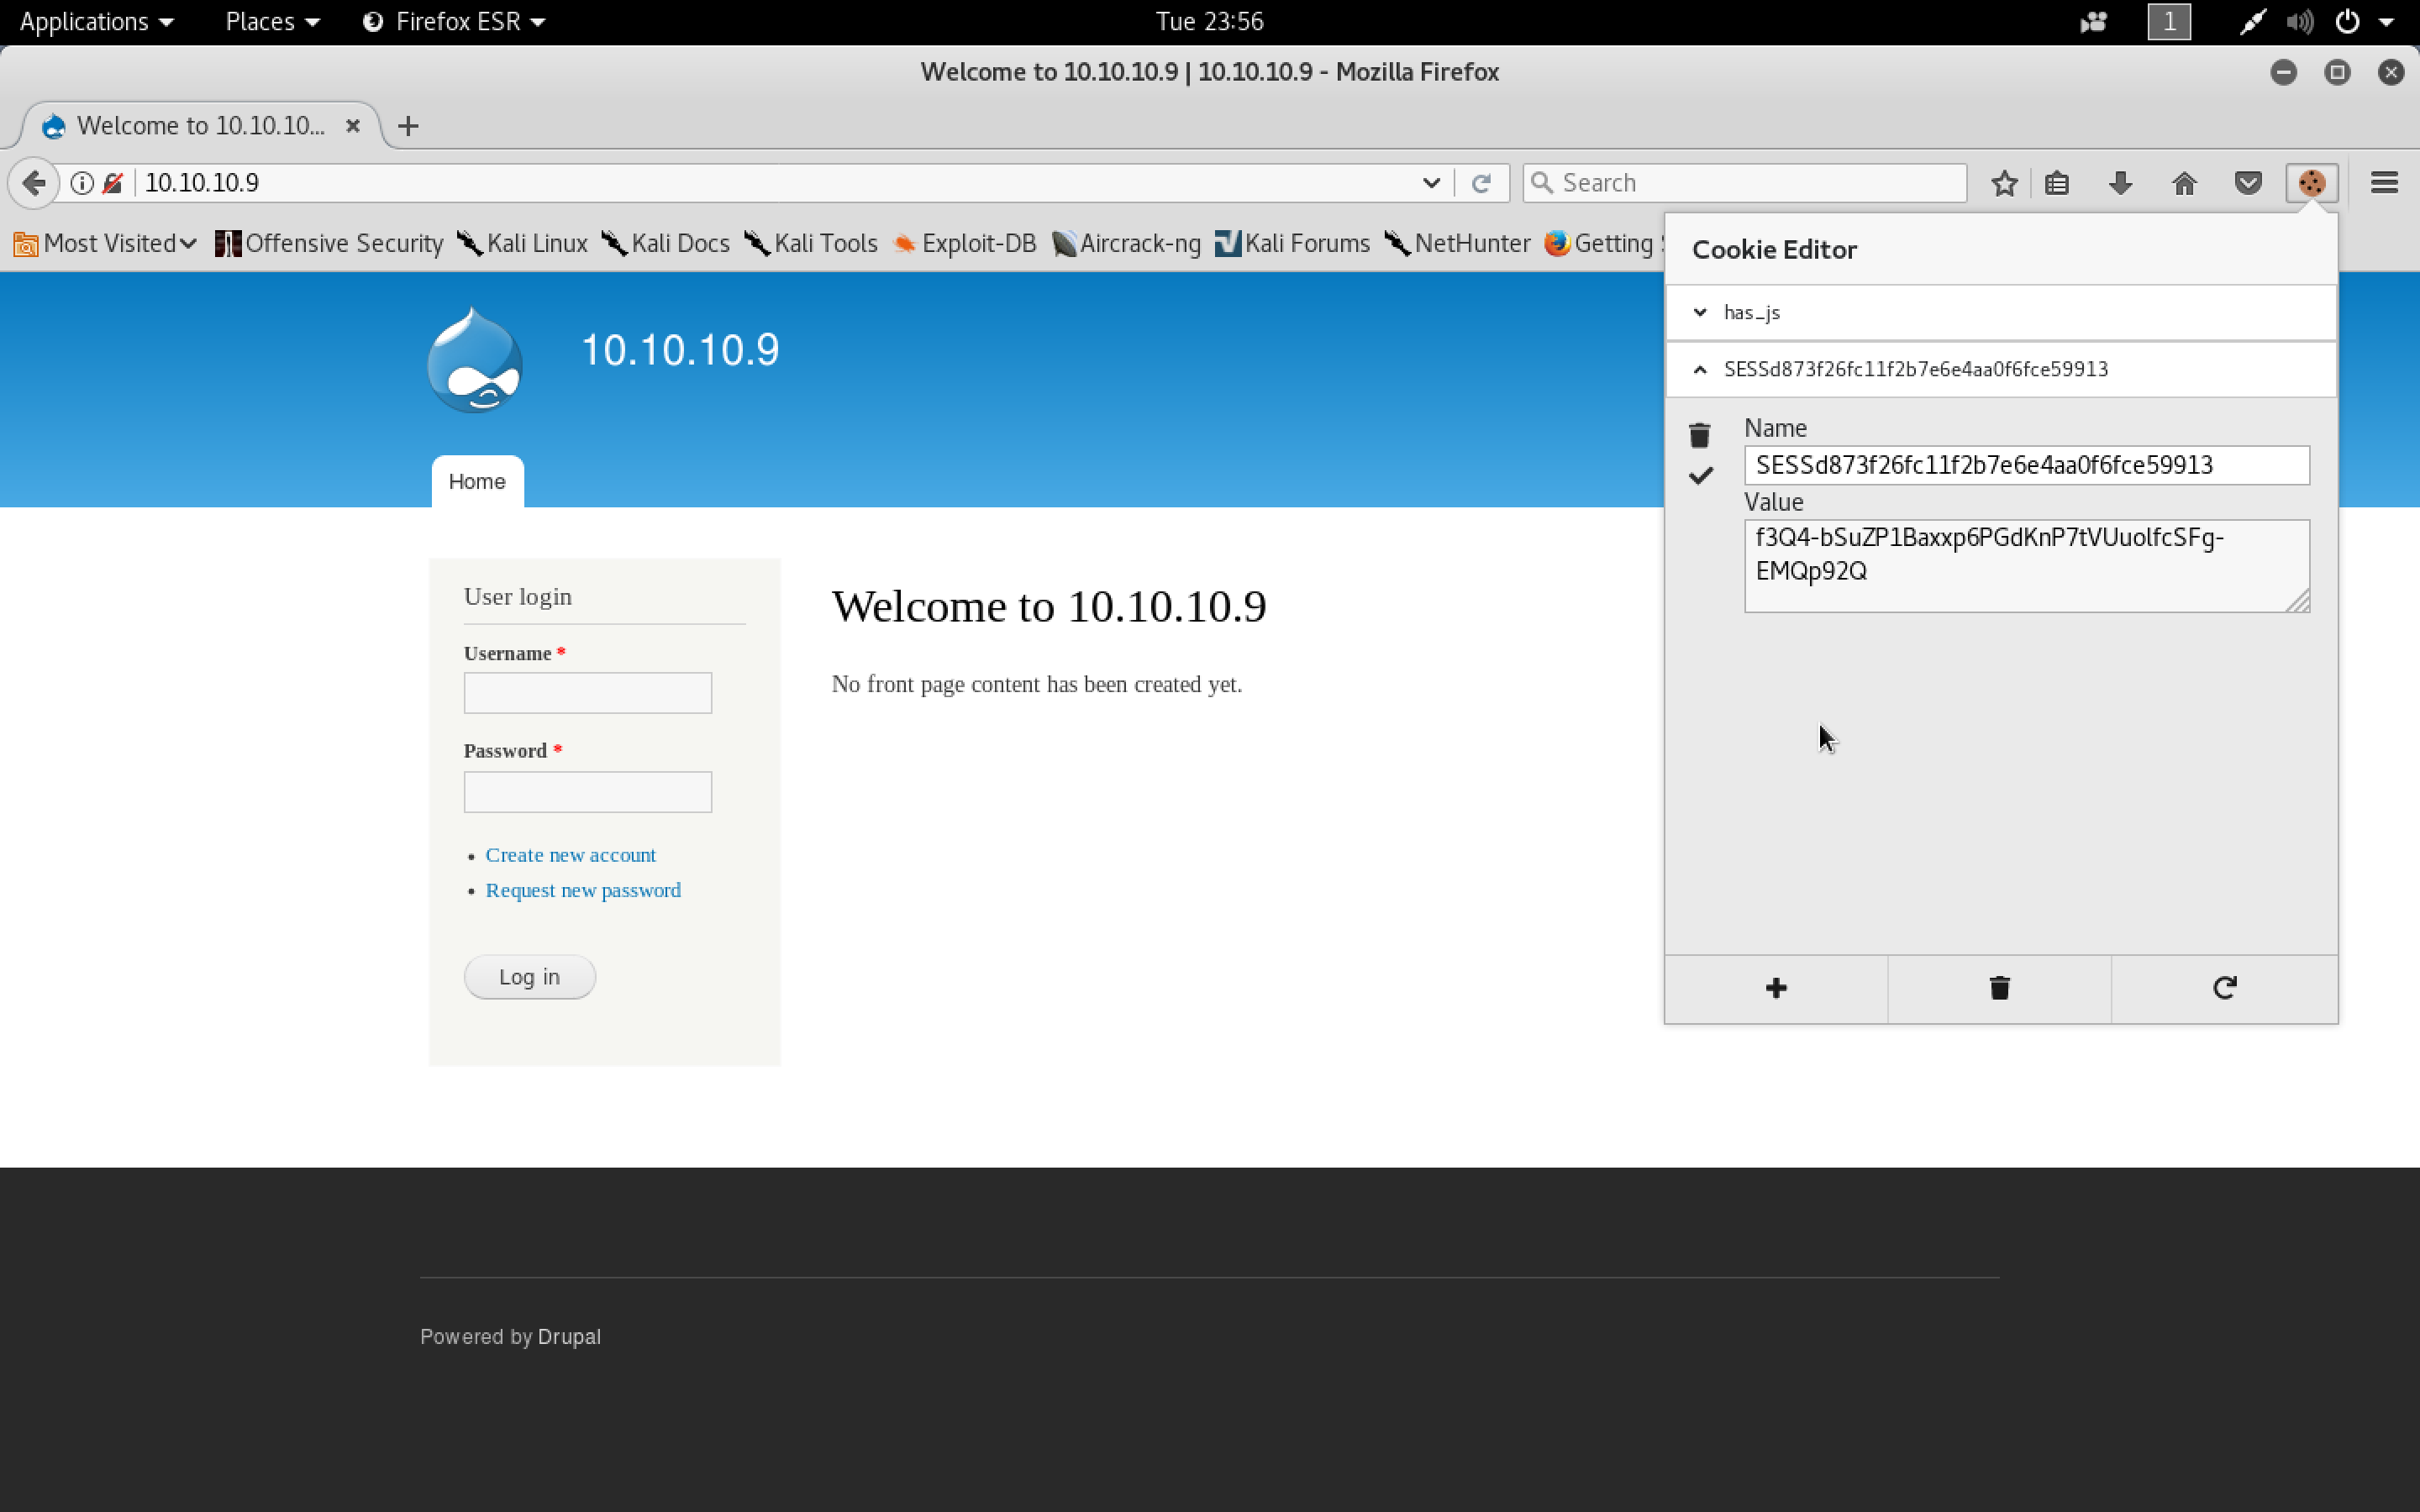 Applications Places Firefox ESR Tue 23:56 1
Welcome to 10.10.10.9 | 10.10.10.9 - Mozilla Firefox
Welcome to 10.10.10...
10.10.10.9 Search
Most Visited Offensive Security Kali Linux Kali Docs Kali Tools Exploit-DB Aircrack-ng Kali Forums NetHunter Getting
Cookie Editor
has_js
SESSd873f26fc11f2b7e6e4aa0f6fce59913
Name
SESSd873f26fc11f2b7e6e4aa0f6fce59913
Value
f3Q4-bSuZP1Baxxp6PGdKnP7tVUuolfcSFg-
EMQp92Q
10.10.10.9
Home
User login
Username *
Password *
Create new account
Request new password
Log in
Welcome to 10.10.10.9
No front page content has been created yet.
Powered by Drupal